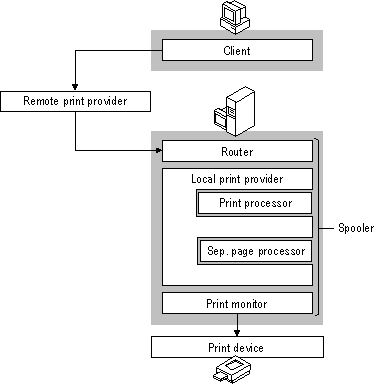 Client
Remote print provider
Router
Local print provider
Print processor
Spooler
Sep. page processor
Print monitor
Print device